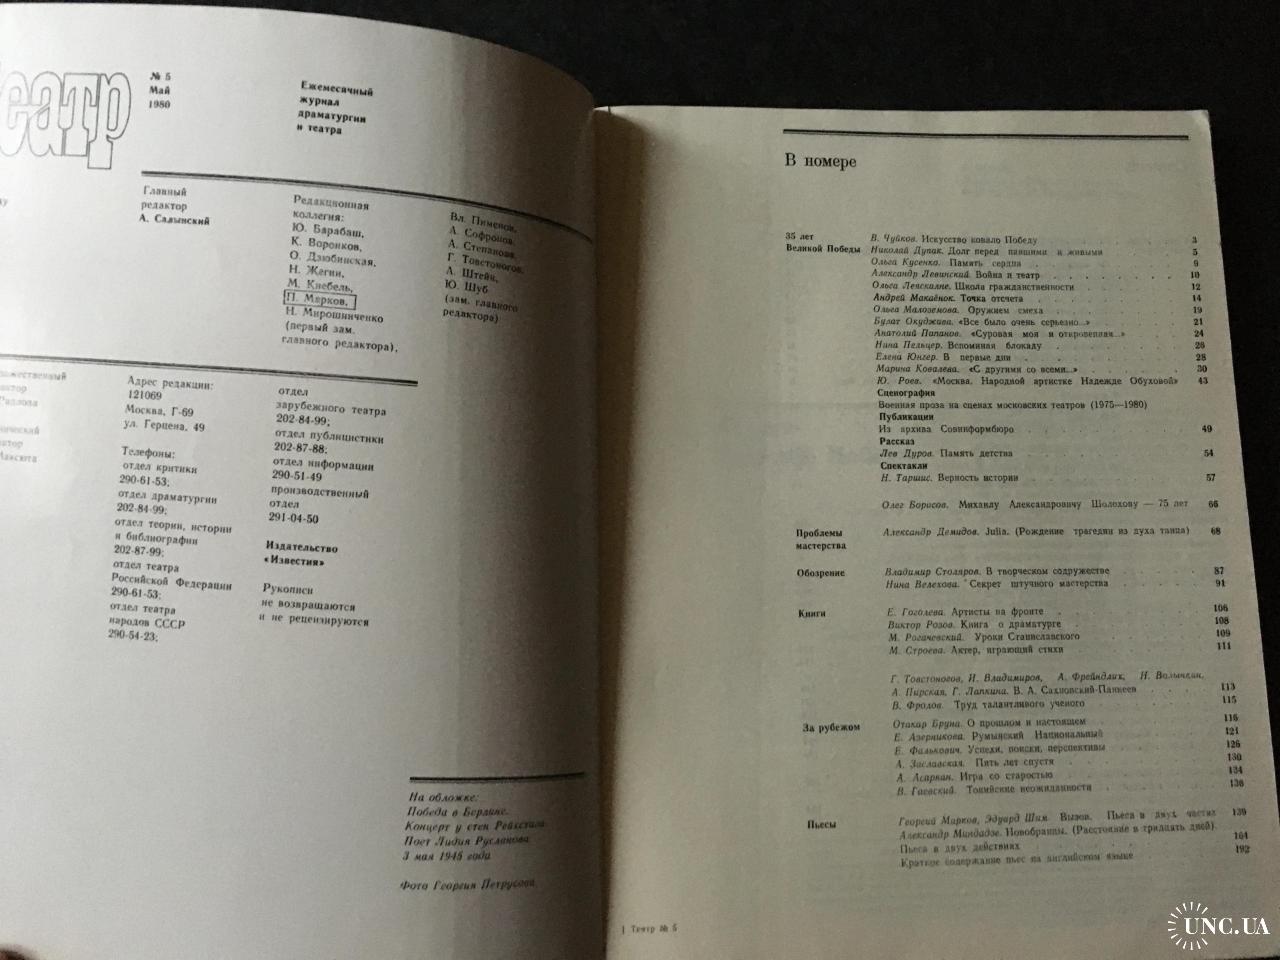 театр
№ 5
Май
1980
Ежемесячный
журнал
драматургии
и театра
Главный
редактор
А. Салынский
Редакционная
коллегия:
Ю. Барабаш,
К. Воронков,
О. Дзюбинская,
Н. Жегин,
М. Кнебель,
П. Марков,
Н. Мирошниченко
(первый зам.
главного редактора),
Вл. Пименов,
А. Софронов,
А. Степанова,
Г. Товстоногов,
А. Штейн,
Ю. Шуб
(зам. главного
редактора)
Адрес редакции:
121069
Москва, Г-69
ул. Герцена, 49
Телефоны:
отдел критики
290-61-53;
отдел драматургии
202-84-99;
отдел теории, истории
и библиографии
202-87-99;
отдел театра
Российской Федерации
290-61-53;
отдел театра
народов СССР
290-54-23;
отдел
зарубежного театра
202-84-99;
отдел публицистики
202-87-88;
отдел информации
290-51-49
производственный
отдел
291-04-50
Издательство
«Известия»
Рукописи
не возвращаются
и не рецензируются
На обложке:
Победа в Берлине.
Концерт у стен Рейхстага.
Поет Лидия Русланова
3 мая 1945 года
Фото Георгия Петрусова
В номере
35 лет
Великой Победы
В. Чуйков. Искусство ковало Победу 3
Николай Дупак. Долг перед павшими и живыми 5
Ольга Кусенко. Память сердца 9
Александр Левинский. Война и театр 10
Ольга Лепскалне. Школа гражданственности 12
Андрей Макаёнок. Точка отсчета 14
Ольга Малоземова. Оружием смеха 19
Булат Окуджава. «Все было очень серьезно...» 21
Анатолий Папанов. «Суровая моя и откровенная...» 24
Нина Пельцер. Вспоминая блокаду 26
Елена Юнгер. В первые дни 28
Марина Ковалева. «С другими со всеми...» 30
Ю. Роев. «Москва. Народной артистке Надежде Обуховой» 43
Сценография
Военная проза на сценах московских театров (1975—1980)
Публикации
Из архива Совинформбюро 49
Рассказ
Лев Дуров. Память детства 54
Спектакли
Н. Таршис. Верность истории 57
Олег Борисов. Михаилу Александровичу Шолохову — 75 лет 66
Проблемы
мастерства
Александр Демидов. Julia. (Рождение трагедии из духа танца) 68
Обозрение
Владимир Столяров. В творческом содружестве 87
Нина Велехова. Секрет штучного мастерства 91
Книги
Е. Гоголева. Артисты на фронте 106
Виктор Розов. Книга о драматурге 108
М. Рогачевский. Уроки Станиславского 109
М. Строева. Актер, играющий стихи 111
Г. Товстоногов, И. Владимиров, А. Фрейндлих, Н. Волынкин,
А. Пирская, Г. Лапкина. В. А. Сахновский-Панкеев 113
В. Фролов. Труд талантливого ученого 115
За рубежом
Отакар Бруна. О прошлом и настоящем 116
Е. Азерникова. Румынский Национальный 121
Е. Фалькович. Успехи, поиски, перспективы 126
А. Заславская. Пять лет спустя 130
А. Асаркан. Игра со старостью 134
В. Гаевский. Токийские неожиданности 136
Пьесы
Георгий Марков, Эдуард Шим. Вызов. Пьеса в двух частях 139
Александр Миндадзе. Новобранцы. (Расстояние в тридцать дней).
Пьеса в двух действиях 164
Краткое содержание пьес на английском языке 192
1 Театр № 5
UNC.UA